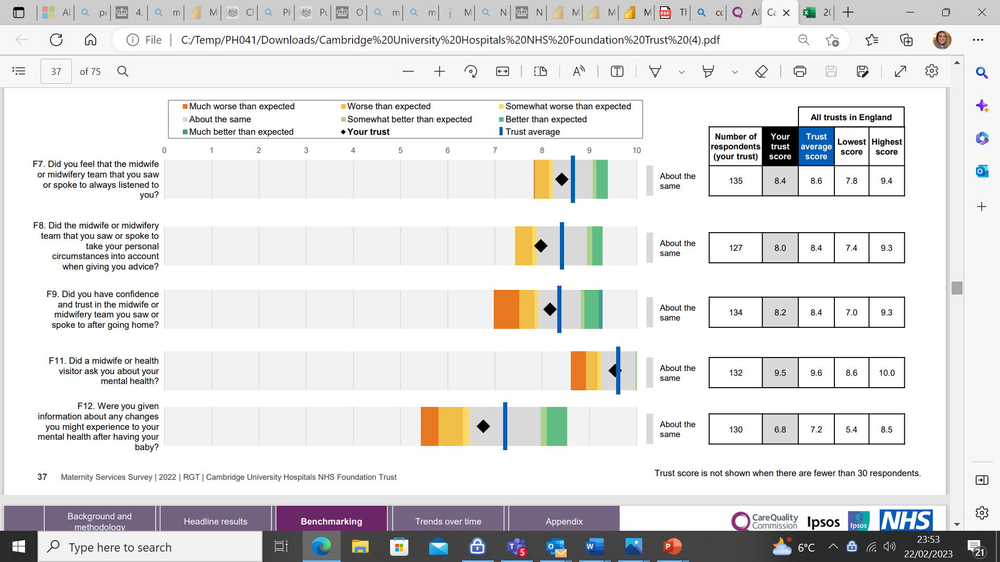 Al
pe
4.
m
M
Cl
Pl
Pu
O
m
m
M
N
N
M
M
M
Th
cc
Al
Ca
20
File
C:/Temp/PH041/Downloads/Cambridge%20University%20Hospitals%20NHS%20Foundation%20Trust%20(4).pdf
37 of 75
Much worse than expected
Worse than expected
Somewhat worse than expected
About the same
Somewhat better than expected
Better than expected
Much better than expected
Your trust
Trust average
All trusts in England
Number of respondents (your trust)
Your trust score
Trust average score
Lowest score
Highest score
0 1 2 3 4 5 6 7 8 9 10
F7. Did you feel that the midwife
or midwifery team that you saw
or spoke to always listened to
you?
About the
same
135 8.4 8.6 7.8 9.4
F8. Did the midwife or midwifery
team that you saw or spoke to
take your personal
circumstances into account
when giving you advice?
About the
same
127 8.0 8.4 7.4 9.3
F9. Did you have confidence
and trust in the midwife or
midwifery team you saw or
spoke to after going home?
About the
same
134 8.2 8.4 7.0 9.3
F11. Did a midwife or health
visitor ask you about your
mental health?
About the
same
132 9.5 9.6 8.6 10.0
F12. Were you given
information about any changes
you might experience to your
mental health after having your
baby?
About the
same
130 6.8 7.2 5.4 8.5
37 Maternity Services Survey | 2022 | RGT | Cambridge University Hospitals NHS Foundation Trust
Trust score is not shown when there are fewer than 30 respondents.
Background and
methodology
Headline results
Benchmarking
Trends over time
Appendix
CareQuality
Commission
Ipsos
Ipsos
NHS
Type here to search
5
6°C
23:53
22/02/2023
21